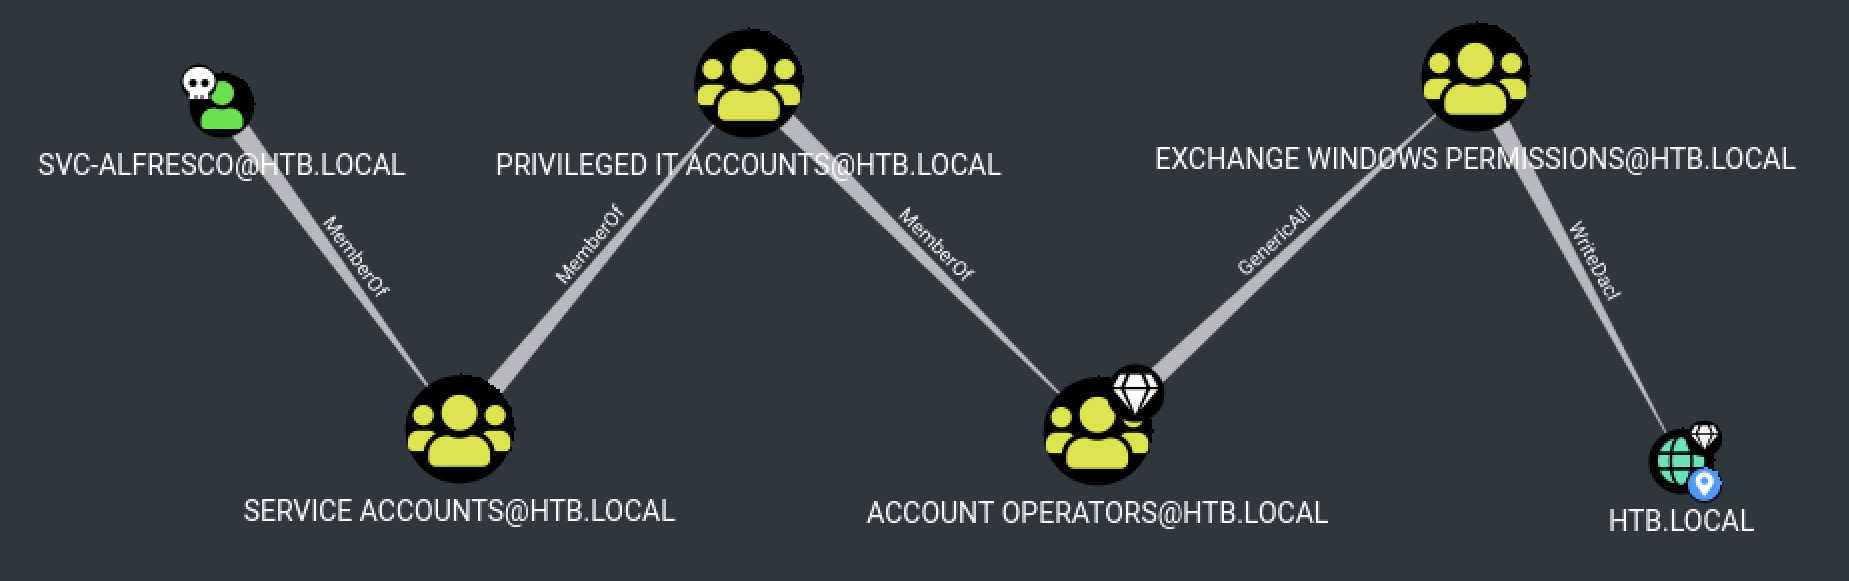 SVC-ALFRESCO@HTB.LOCAL
MemberOf
SERVICE ACCOUNTS@HTB.LOCAL
MemberOf
PRIVILEGED IT ACCOUNTS@HTB.LOCAL
MemberOf
ACCOUNT OPERATORS@HTB.LOCAL
GenericAll
EXCHANGE WINDOWS PERMISSIONS@HTB.LOCAL
WriteDacl
HTB.LOCAL